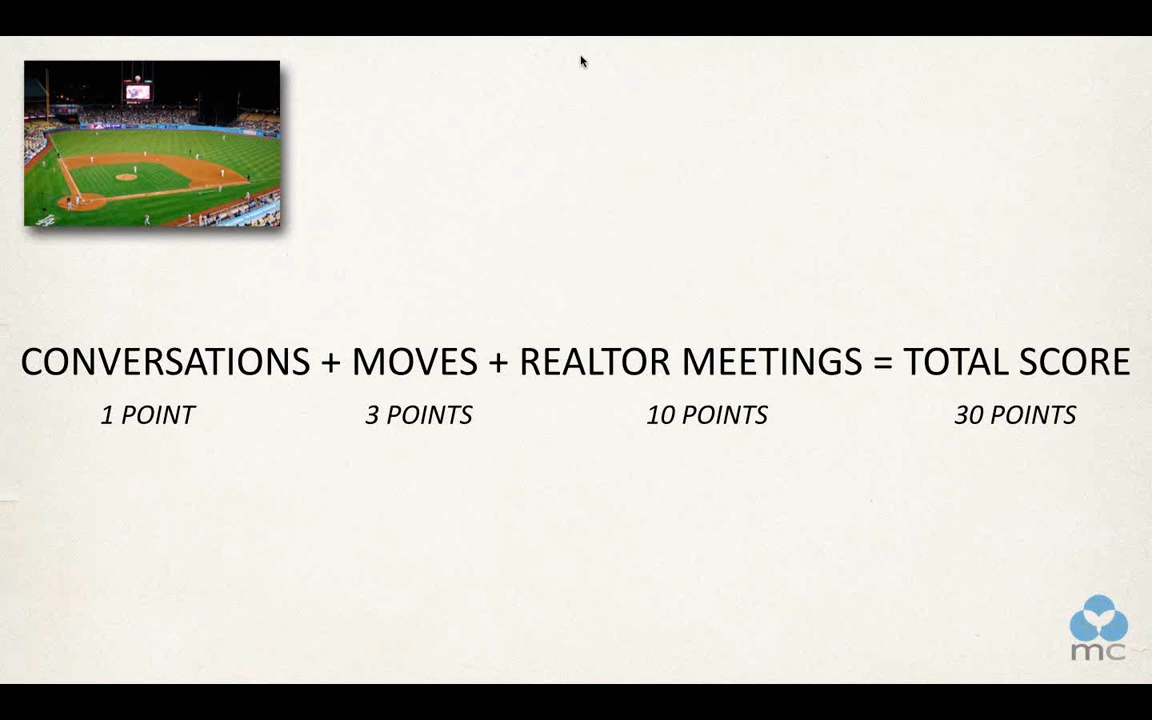 CONVERSATIONS + MOVES + REALTOR MEETINGS = TOTAL SCORE
1 POINT 3 POINTS 10 POINTS 30 POINTS
mc